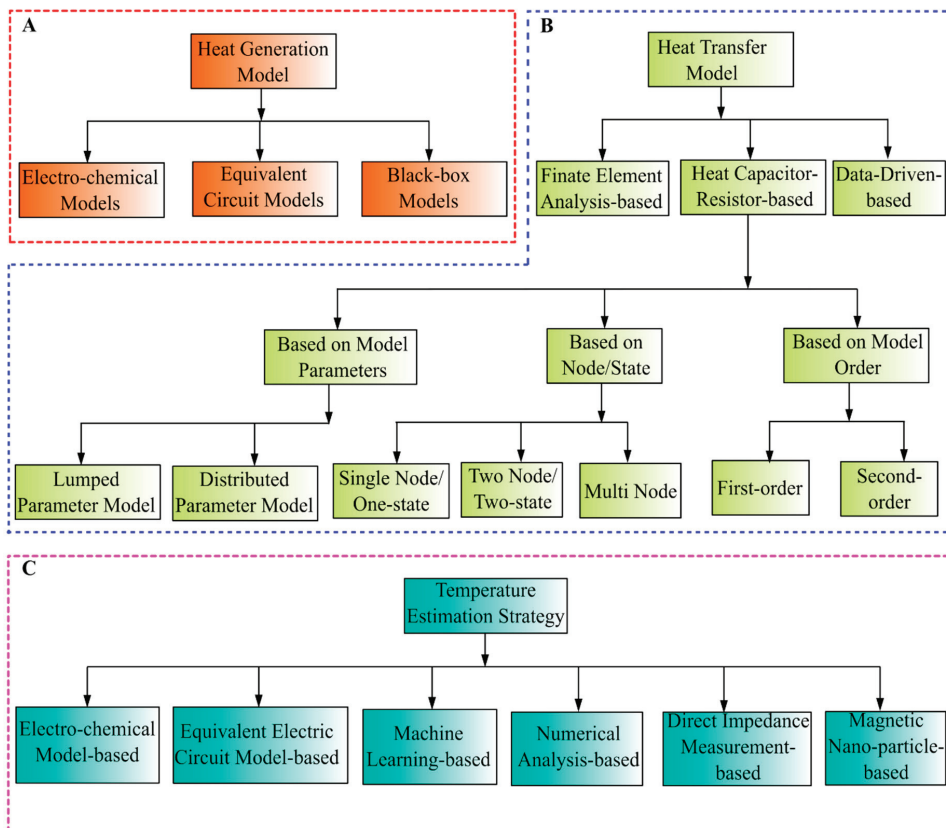 A
Heat Generation
Model
Electro-chemical
Models
Equivalent
Circuit Models
Black-box
Models
B
Heat Transfer
Model
Finate Element
Analysis-based
Heat Capacitor-
Resistor-based
Data-Driven-
based
Based on Model
Parameters
Based on
Node/State
Based on Model
Order
Lumped
Parameter Model
Distributed
Parameter Model
Single Node/
One-state
Two Node/
Two-state
Multi Node
First-order
Second-
order
C
Temperature
Estimation Strategy
Electro-chemical
Model-based
Equivalent Electric
Circuit Model-based
Machine
Learning-based
Numerical
Analysis-based
Direct Impedance
Measurement-
based
Magnetic
Nano-particle-
based